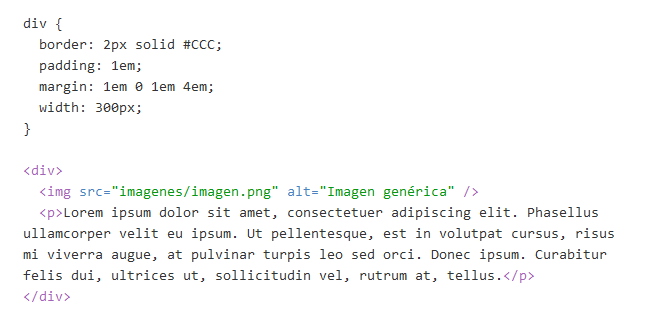 div {
  border: 2px solid #CCC;
  padding: 1em;
  margin: 1em 0 1em 4em;
  width: 300px;
}

<div>
  <img src="imagenes/imagen.png" alt="Imagen genérica" />
  <p>Lorem ipsum dolor sit amet, consectetuer adipiscing elit. Phasellus
ullamcorper velit eu ipsum. Ut pellentesque, est in volutpat cursus, risus
mi viverra augue, at pulvinar turpis leo sed orci. Donec ipsum. Curabitur
felis dui, ultrices ut, sollicitudin vel, rutrum at, tellus.</p>
</div>